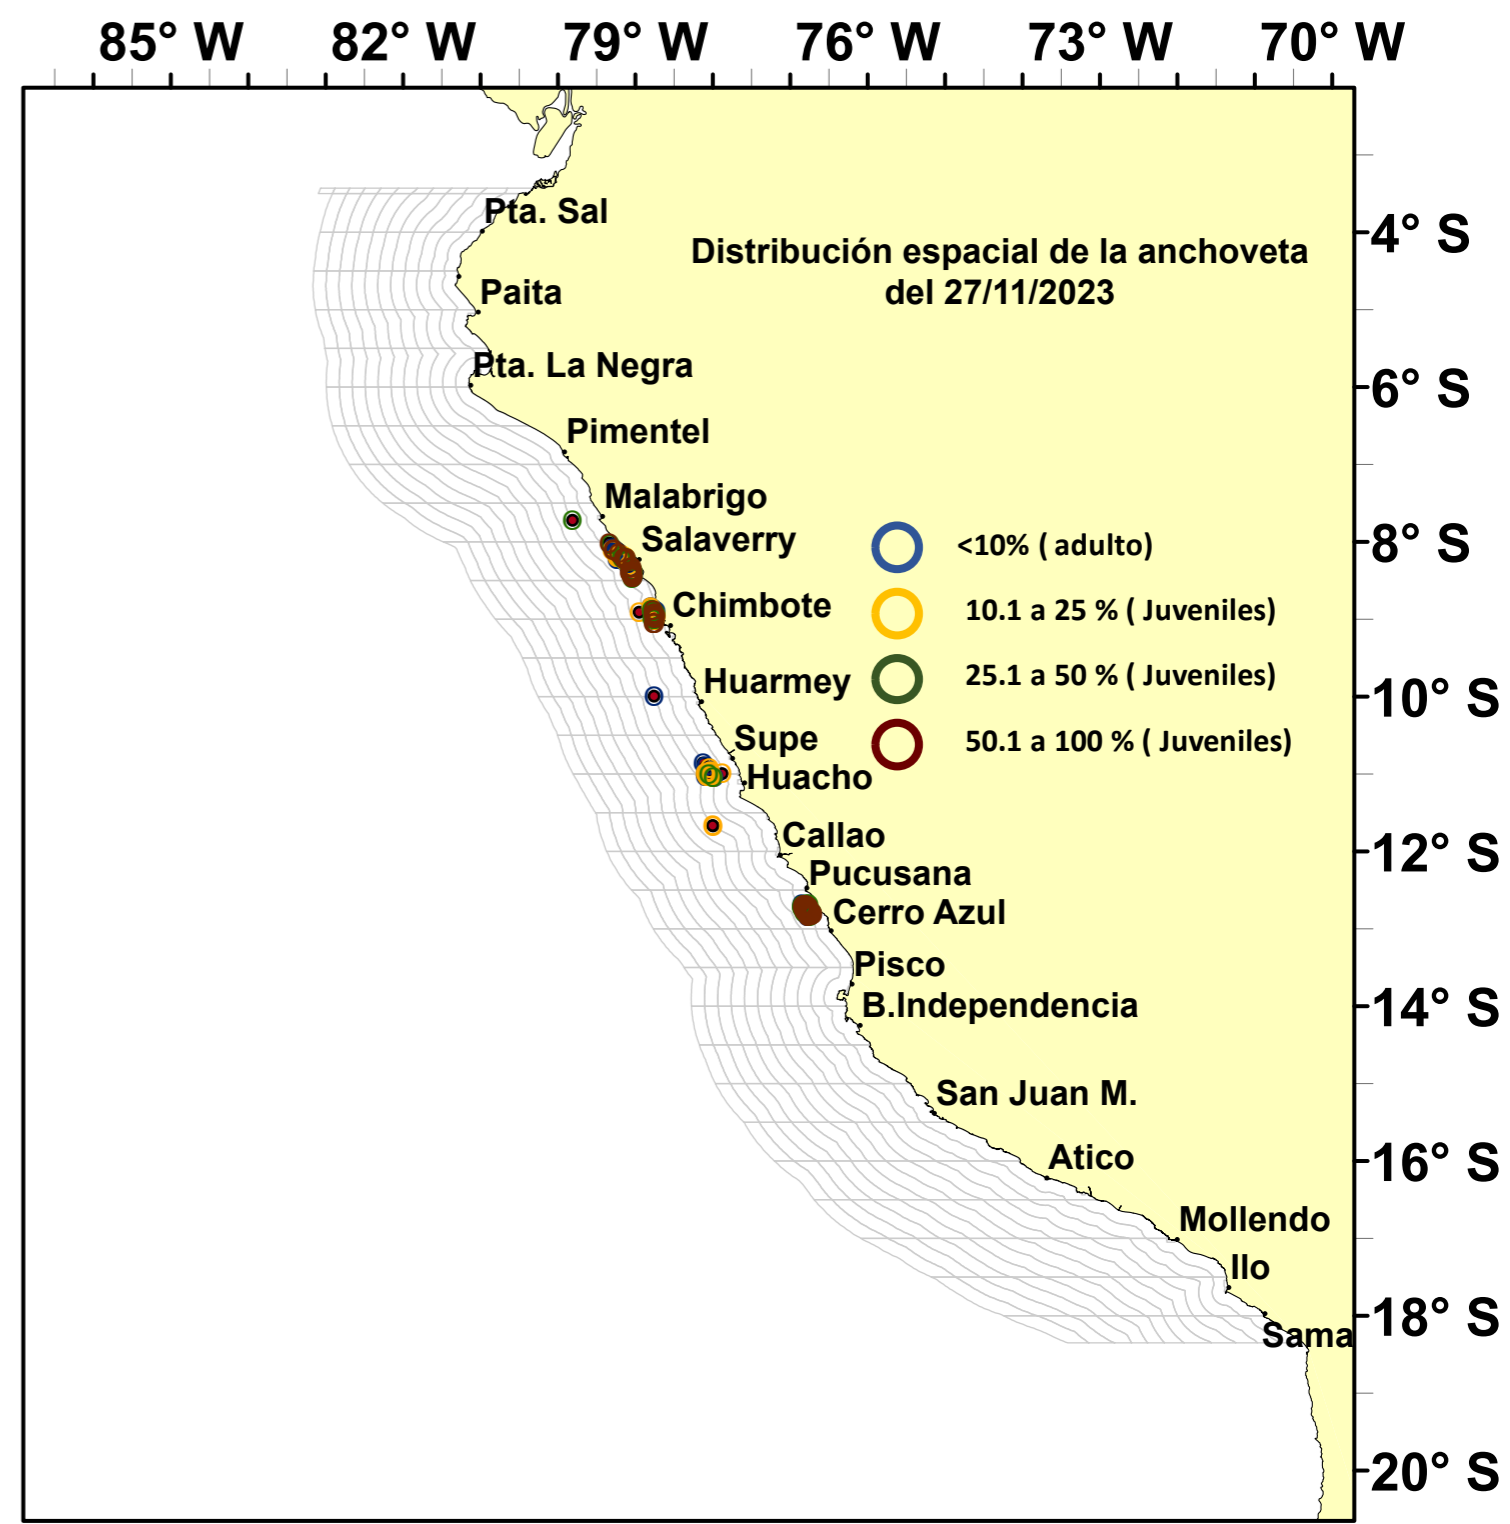 85° W 82° W 79° W 76° W 73° W 70° W
Pta. Sal
4° S
Distribución espacial de la anchoveta
del 27/11/2023
Paita
Pta. La Negra
6° S
Pimentel
Malabrigo
Salaverry
8° S
<10% ( adulto)
Chimbote
10.1 a 25 % ( Juveniles)
Huarmey
25.1 a 50 % ( Juveniles)
10° S
Supe
50.1 a 100 % ( Juveniles)
Huacho
Callao
12° S
Pucusana
Cerro Azul
Pisco
B.Independencia
14° S
San Juan M.
Atico
16° S
Mollendo
Ilo
18° S
Sama
20° S